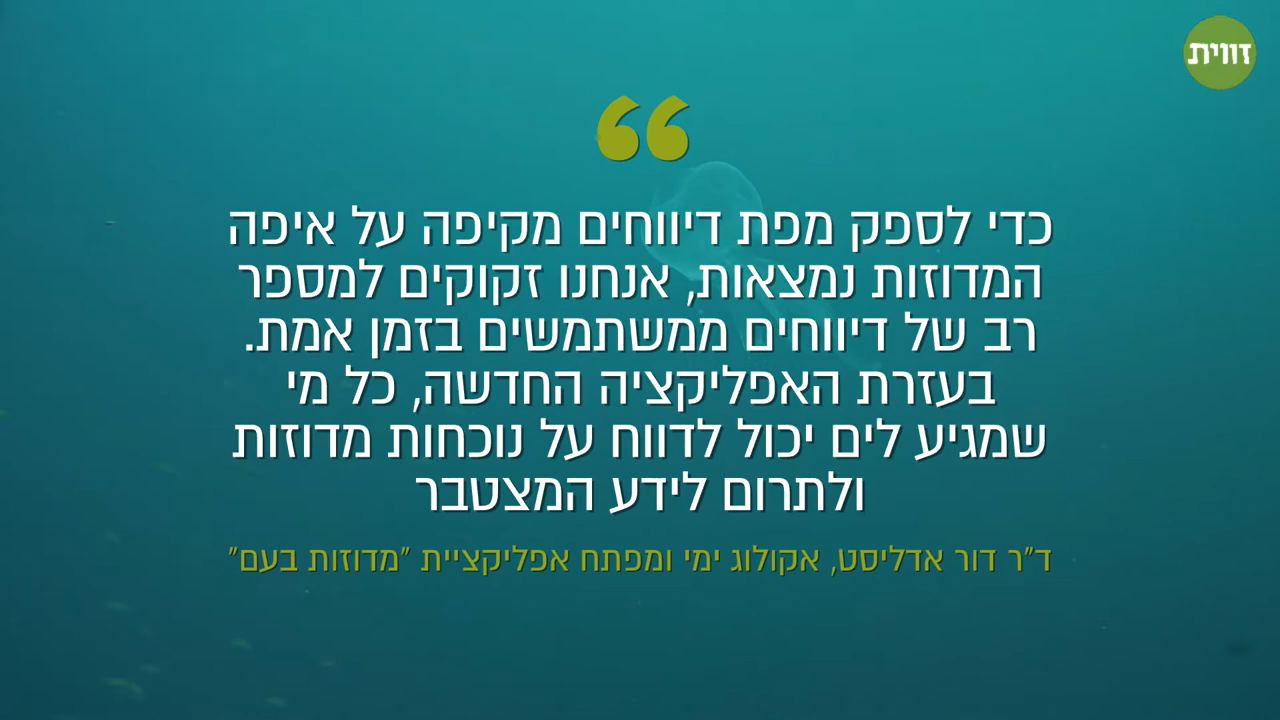 זווית
כדי לספק מפת דיווחים מקיפה על איפה
המדוזות נמצאות, אנחנו זקוקים למספר
רב של דיווחים ממשתמשים בזמן אמת.
בעזרת האפליקציה החדשה, כל מי
שמגיע לים יכול לדווח על נוכחות מדוזות
ולתרום לידע המצטבר
ד"ר דור אדליסט, אקולוג ימי ומפתח אפליקציית "מדוזות בעם"